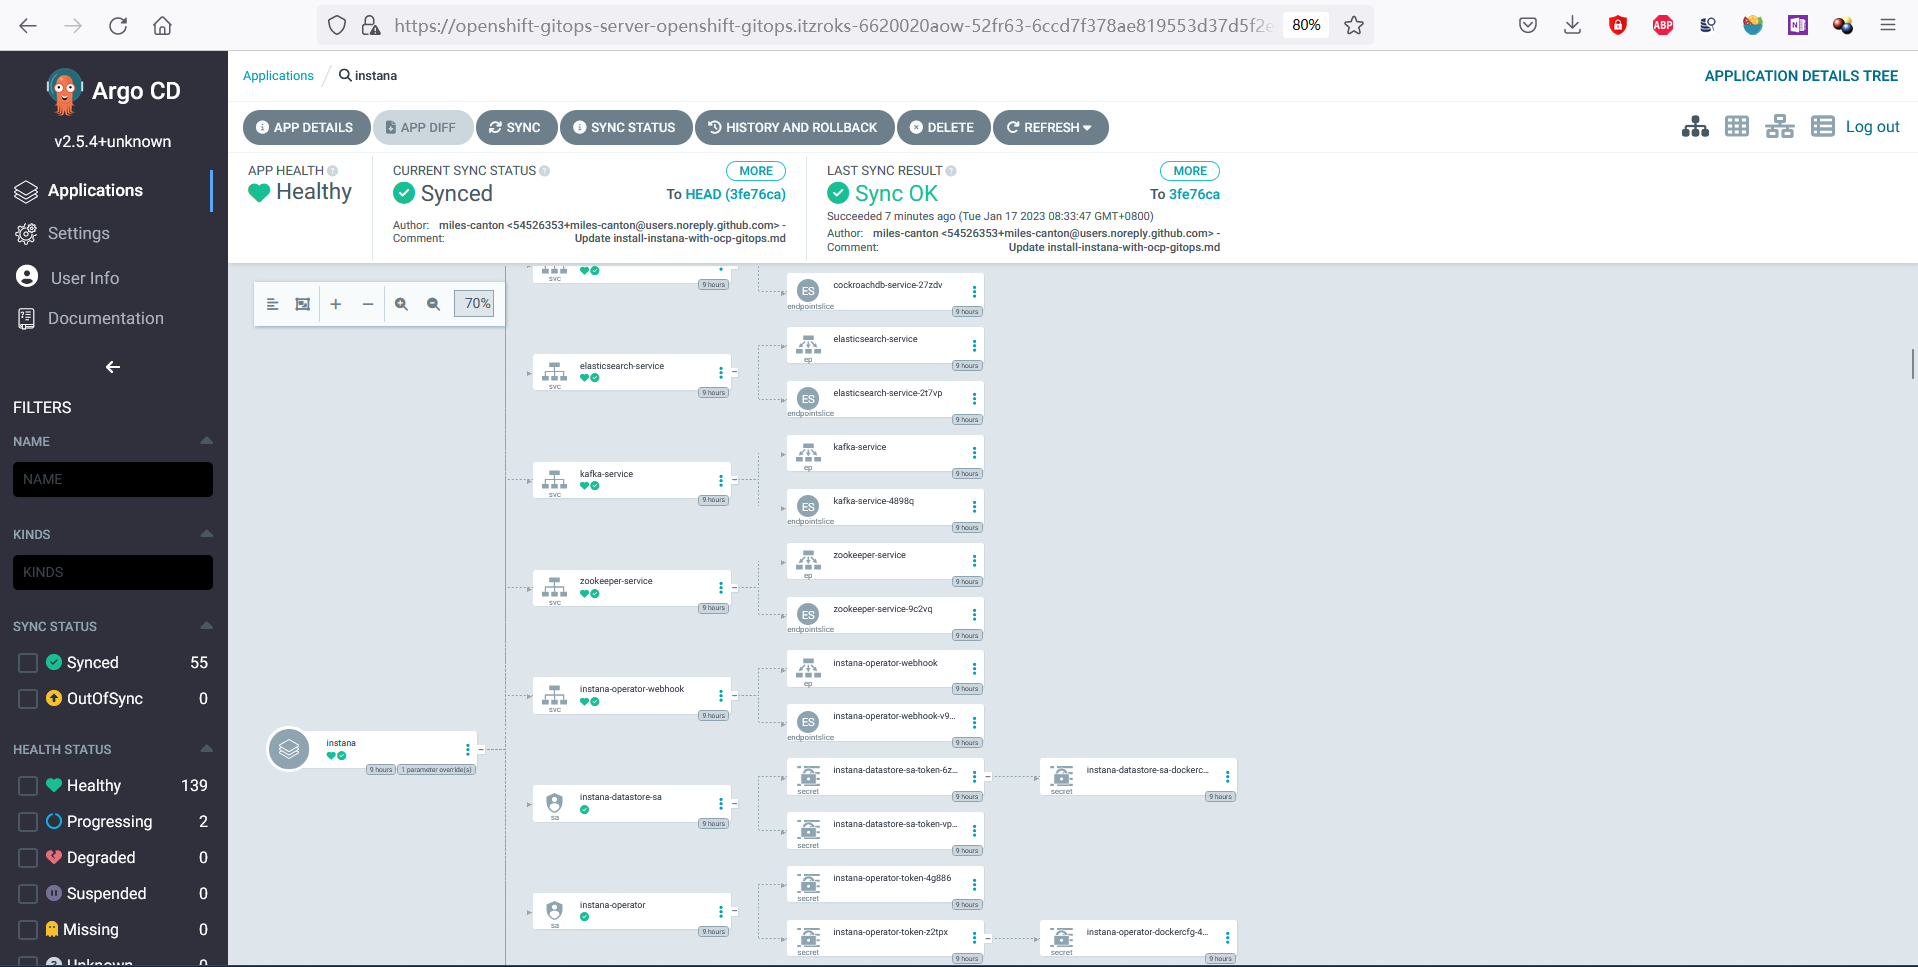 https://openshift-gitops-server-openshift-gitops.itzroks-6620020aow-52fr63-6ccd7f378ae819553d37d5f2e
80%
ABP
N
Argo CD
v2.5.4+unknown
Applications
Settings
User Info
Documentation
FILTERS
NAME
NAME
KINDS
KINDS
SYNC STATUS
Synced 55
OutOfSync 0
HEALTH STATUS
Healthy 139
Progressing 2
Degraded 0
Suspended 0
Missing 0
Unknown 0
Applications / instana
APPLICATION DETAILS TREE
APP DETAILS
APP DIFF
SYNC
SYNC STATUS
HISTORY AND ROLLBACK
DELETE
REFRESH
Log out
APP HEALTH
Healthy
CURRENT SYNC STATUS
MORE
Synced
To HEAD (3fe76ca)
Author: miles-canton <54526353+miles-canton@users.noreply.github.com> -
Comment: Update install-instana-with-ocp-gitops.md
LAST SYNC RESULT
MORE
Sync OK
To 3fe76ca
Succeeded 7 minutes ago (Tue Jan 17 2023 08:33:47 GMT+0800)
Author: miles-canton <54526353+miles-canton@users.noreply.github.com> -
Comment: Update install-instana-with-ocp-gitops.md
70%
instana
9 hours
1 parameter override(s)
svc
9 hours
ES
endpointslice
cockroachdb-service-27zdv
9 hours
svc
elasticsearch-service
9 hours
ep
elasticsearch-service
9 hours
ES
endpointslice
elasticsearch-service-2t7vp
9 hours
svc
kafka-service
9 hours
ep
kafka-service
9 hours
ES
endpointslice
kafka-service-4898q
9 hours
svc
zookeeper-service
9 hours
ep
zookeeper-service
9 hours
ES
endpointslice
zookeeper-service-9c2vq
9 hours
svc
instana-operator-webhook
9 hours
ep
instana-operator-webhook
9 hours
ES
endpointslice
instana-operator-webhook-v9...
9 hours
sa
instana-datastore-sa
9 hours
secret
instana-datastore-sa-token-6z...
9 hours
secret
instana-datastore-sa-dockerc...
9 hours
secret
instana-datastore-sa-token-vp...
9 hours
sa
instana-operator
9 hours
secret
instana-operator-token-4g886
9 hours
secret
instana-operator-token-z2tpx
9 hours
secret
instana-operator-dockercfg-4...
9 hours